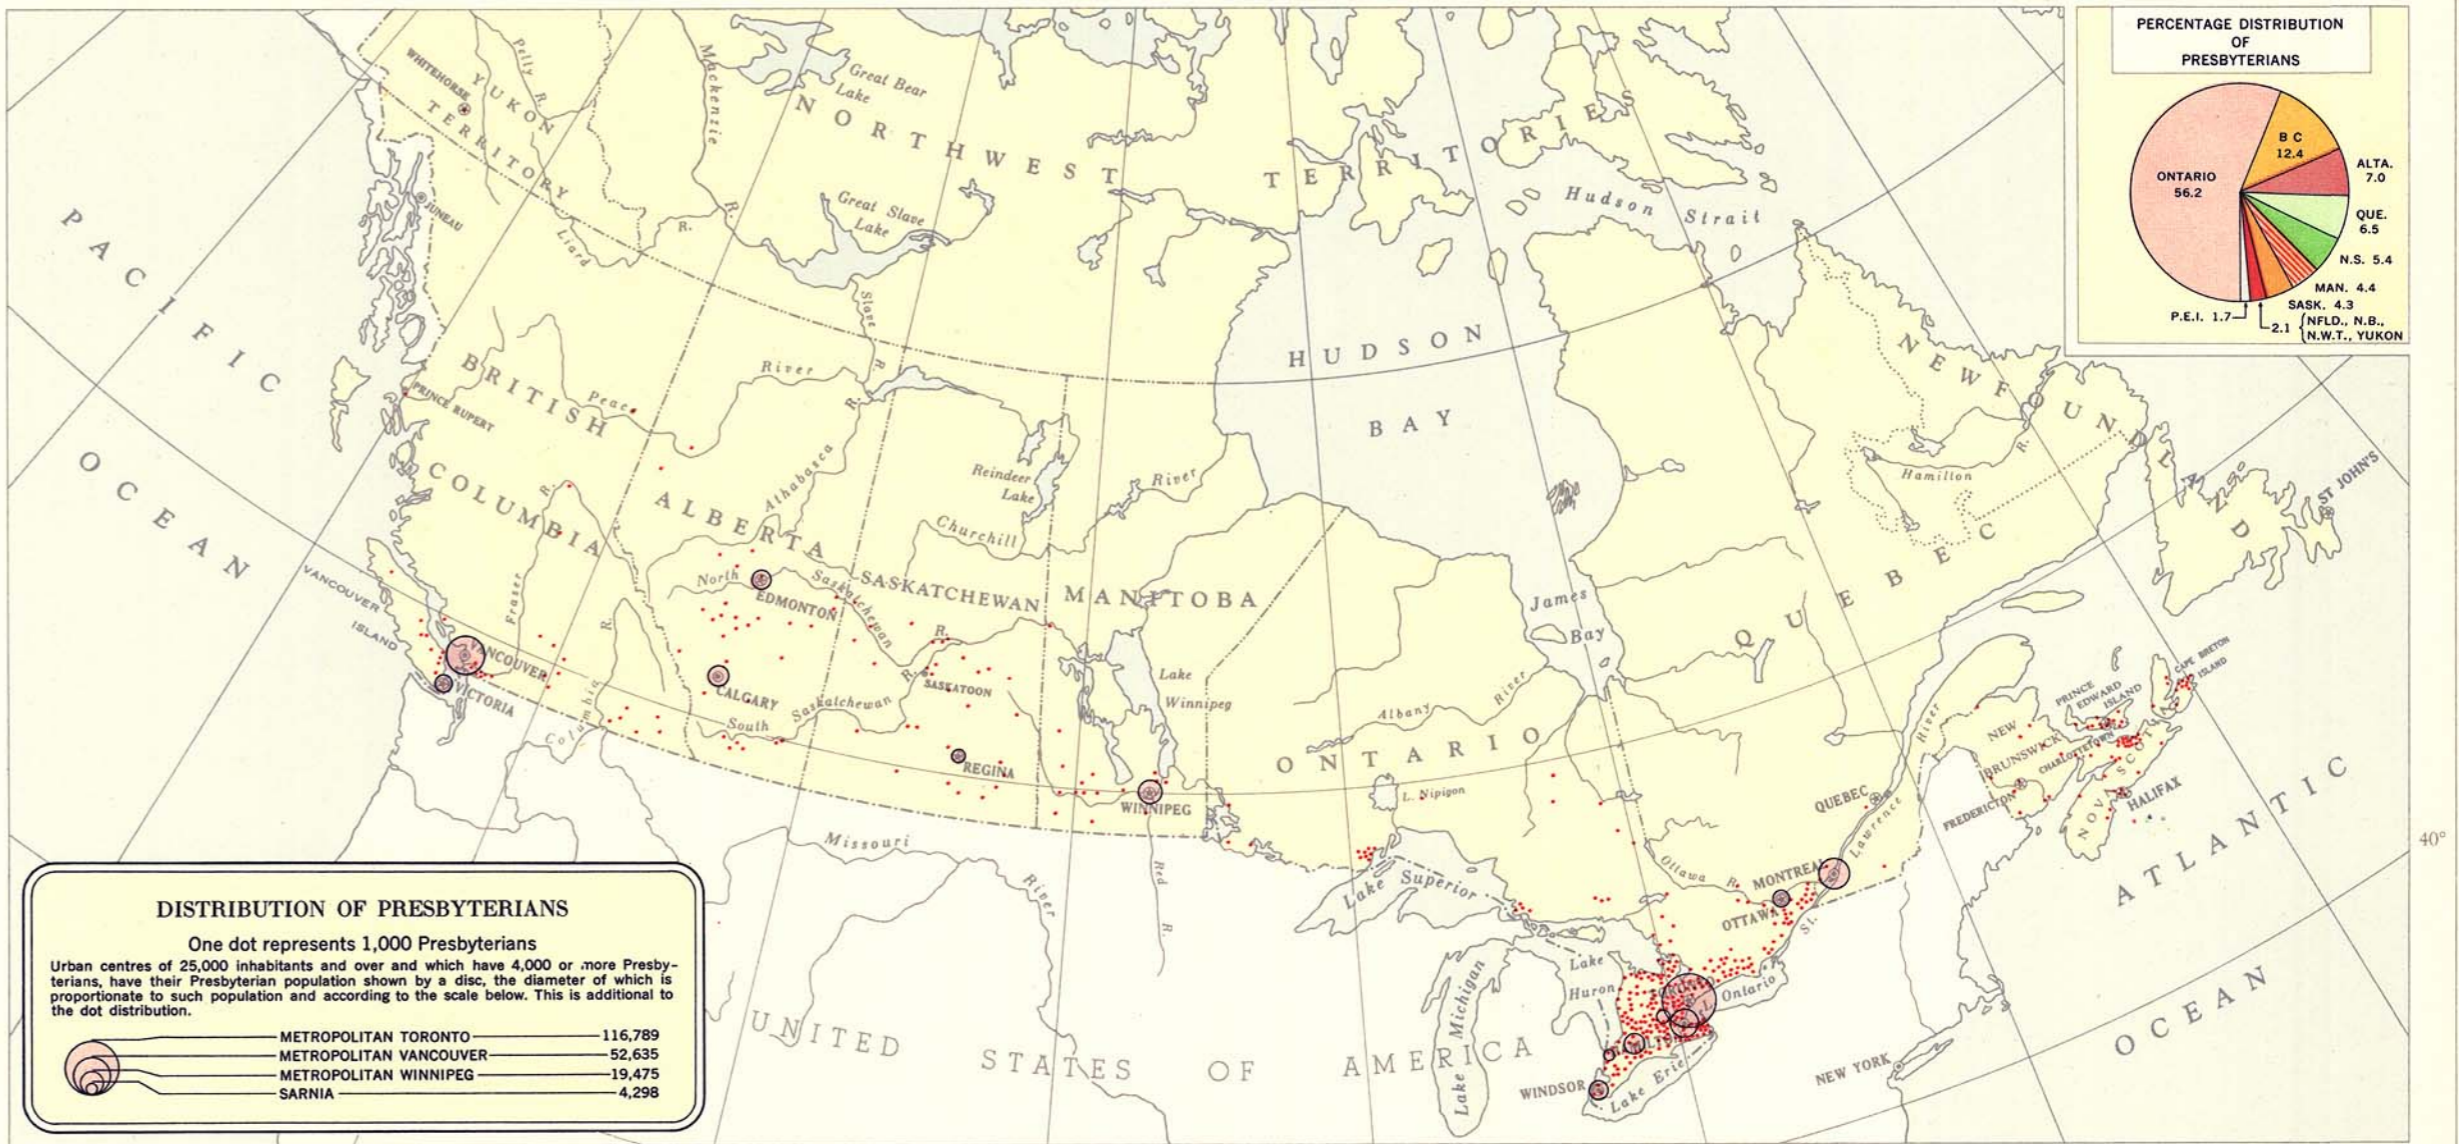 PERCENTAGE DISTRIBUTION
OF
PRESBYTERIANS
ONTARIO
56.2
B C
12.4
ALTA.
7.0
QUE.
6.5
N.S. 5.4
MAN. 4.4
SASK. 4.3
P.E.I. 1.7
2.1 {NFLD., N.B.,
N.W.T., YUKON
WHITEHORSE
YUKON
TERRITORY
Pelly R.
Mackenzie
R.
Great Bear
Lake
NORTHWEST TERRITORIES
Great Slave
Lake
Liard
R.
JUNEAU
Slave
R.
Hudson Strait
PACIFIC
OCEAN
PRINCE RUPERT
BRITISH
COLUMBIA
Peace
River
R.
Athabasca
ALBERTA
Reindeer
Lake
Churchill
River
HUDSON
BAY
NEWFOUNDLAND
Hamilton
R.
ST JOHN'S
VANCOUVER
ISLAND
Fraser
R.
VANCOUVER
VICTORIA
Columbia
R.
North
Saskatchewan
R.
EDMONTON
CALGARY
South
Saskatchewan
R.
SASKATCHEWAN
SASKATOON
REGINA
MANITOBA
Lake
Winnipeg
WINNIPEG
Red
R.
James
Bay
Albany
River
ONTARIO
L. Nipigon
QUEBEC
QUEBEC
River
Lawrence
St.
Ottawa
R.
MONTREAL
OTTAWA
NEW
BRUNSWICK
FREDERICTON
PRINCE
EDWARD
ISLAND
CHARLOTTETOWN
CAPE BRETON
ISLAND
NOVA SCOTIA
HALIFAX
ATLANTIC
OCEAN
40°
Missouri
River
Lake Superior
Lake Michigan
Lake
Huron
TORONTO
L. Ontario
HAMILTON
WINDSOR
Lake Erie
NEW YORK
UNITED STATES OF AMERICA
DISTRIBUTION OF PRESBYTERIANS
One dot represents 1,000 Presbyterians
Urban centres of 25,000 inhabitants and over and which have 4,000 or more Presby-
terians, have their Presbyterian population shown by a disc, the diameter of which is
proportionate to such population and according to the scale below. This is additional to
the dot distribution.
METROPOLITAN TORONTO 116,789
METROPOLITAN VANCOUVER 52,635
METROPOLITAN WINNIPEG 19,475
SARNIA 4,298